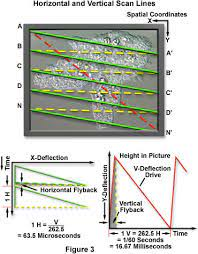 Horizontal and Vertical Scan Lines
Spatial Coordinates
X
Y
A
A'
B
B'
C
C'
D
D'
N
N'
Time
X-Deflection
1 H
Horizontal Flyback
1 H = V / 262.5
= 63.5 Microseconds
Height in Picture
Y-Deflection
V-Deflection Drive
Vertical Flyback
Time
1 V = 262.5 H
= 1/60 Seconds
= 16.67 Milliseconds
Figure 3